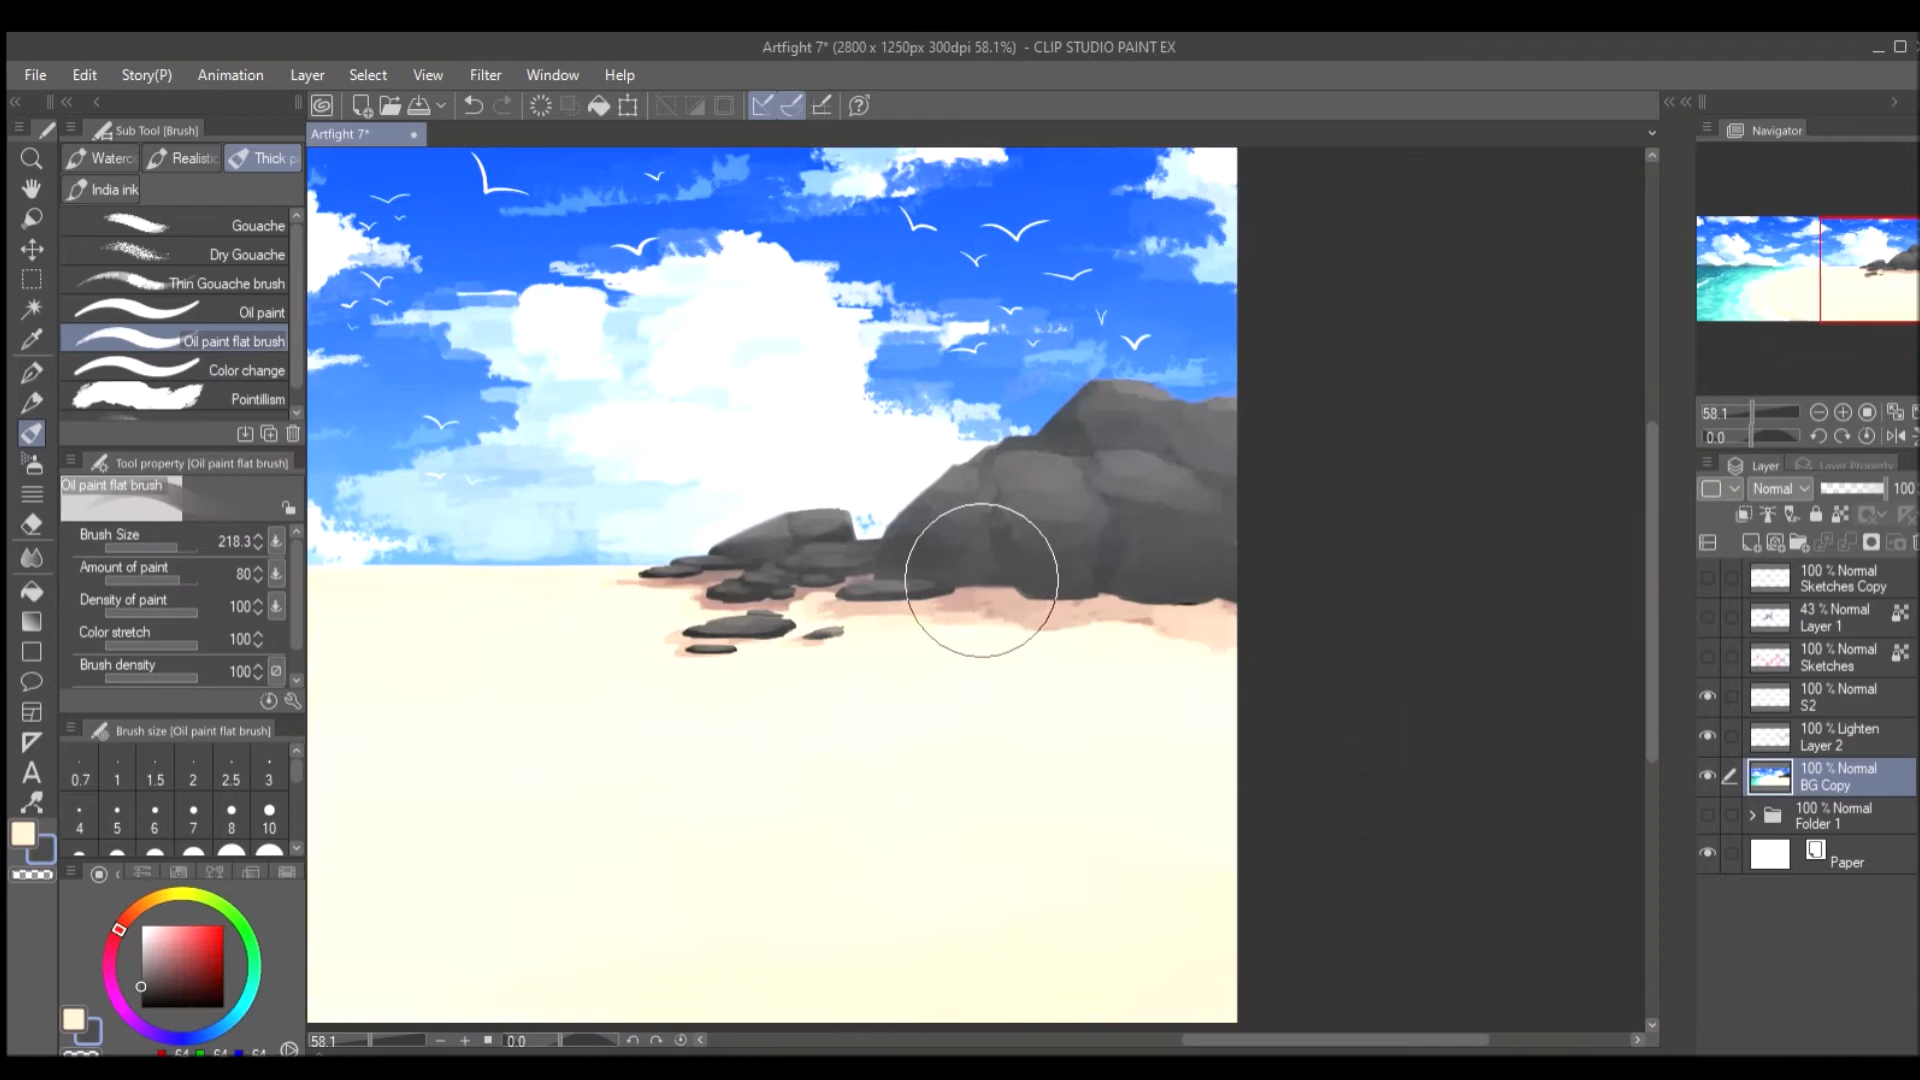 Artfight 7* (2800 x 1250px 300dpi 58.1%) - CLIP STUDIO PAINT EX
File Edit Story(P) Animation Layer Select View Filter Window Help
Sub Tool [Brush]
Artfight 7*
Navigator
Waterc Realistic Thick p
India ink
Gouache
Dry Gouache
Thin Gouache brush
Oil paint
Oil paint flat brush
Color change
Pointillism
Tool property [Oil paint flat brush]
Oil paint flat brush
Brush Size 218.3
Amount of paint 80
Density of paint 100
Color stretch 100
Brush density 100
Brush size [Oil paint flat brush]
0.7 1 1.5 2 2.5 3
4 5 6 7 8 10
64 64 64
58.1 0.0
58.1
0.0
Layer Layer Property
Normal 100
100 % Normal
Sketches Copy
43 % Normal
Layer 1
100 % Normal
Sketches
100 % Normal
S2
100 % Lighten
Layer 2
100 % Normal
BG Copy
100 % Normal
Folder 1
Paper